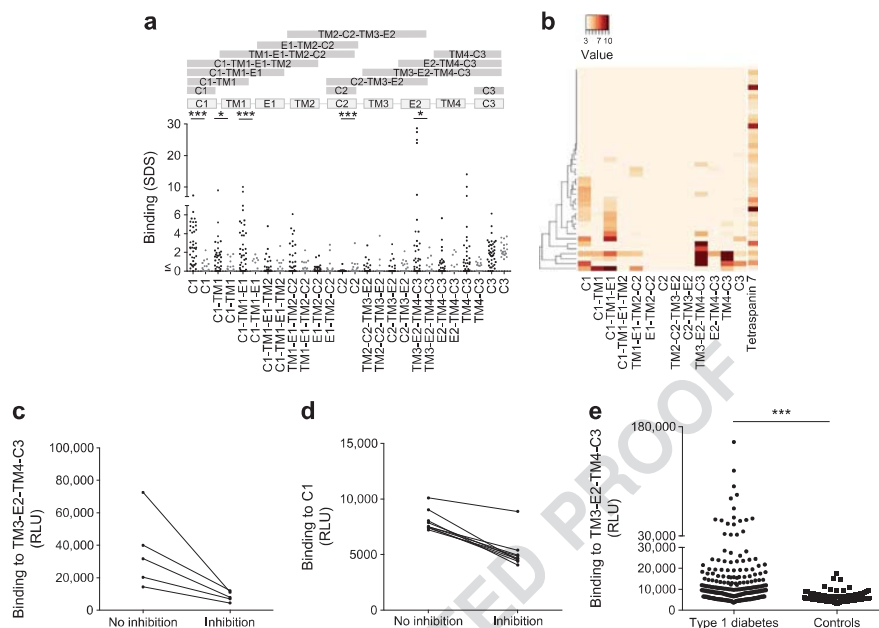 a
TM2-C2-TM3-E2
E1-TM2-C2
TM1-E1-TM2-C2
TM4-C3
C1-TM1-E1-TM2
E2-TM4-C3
C1-TM1-E1
TM3-E2-TM4-C3
C1-TM1
C2-TM3-E2
C1
C2
C3
C1 TM1 E1 TM2 C2 TM3 E2 TM4 C3
*** * *** *** *
Binding (SDS)
30
20
10
6
4
2
≤0
C1
C1
C1-TM1
C1-TM1
C1-TM1-E1
C1-TM1-E1
C1-TM1-E1-TM2
C1-TM1-E1-TM2
TM1-E1-TM2-C2
TM1-E1-TM2-C2
E1-TM2-C2
E1-TM2-C2
C2
C2
TM2-C2-TM3-E2
TM2-C2-TM3-E2
C2-TM3-E2
C2-TM3-E2
TM3-E2-TM4-C3
TM3-E2-TM4-C3
E2-TM4-C3
E2-TM4-C3
TM4-C3
TM4-C3
C3
C3
b
3 7 10
Value
C1
C1-TM1
C1-TM1-E1
C1-TM1-E1-TM2
TM1-E1-TM2-C2
E1-TM2-C2
C2
TM2-C2-TM3-E2
C2-TM3-E2
TM3-E2-TM4-C3
E2-TM4-C3
TM4-C3
C3
Tetraspanin 7
c
Binding to TM3-E2-TM4-C3
(RLU)
100,000
80,000
60,000
40,000
20,000
0
No inhibition Inhibition
d
Binding to C1
(RLU)
15,000
10,000
5000
0
No inhibition Inhibition
e
Binding to TM3-E2-TM4-C3
(RLU)
180,000
30,000
30,000
20,000
10,000
0
***
Type 1 diabetes Controls
TED PROOF